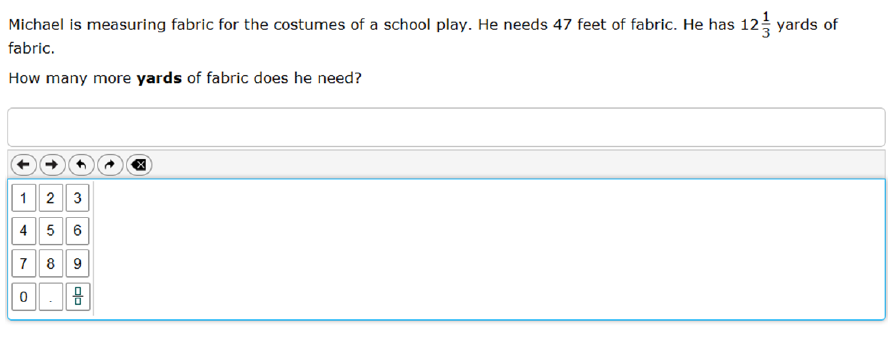 Michael is measuring fabric for the costumes of a school play. He needs 47 feet of fabric. He has 12 1/3 yards of
fabric.
How many more yards of fabric does he need?
1 2 3
4 5 6
7 8 9
0 .